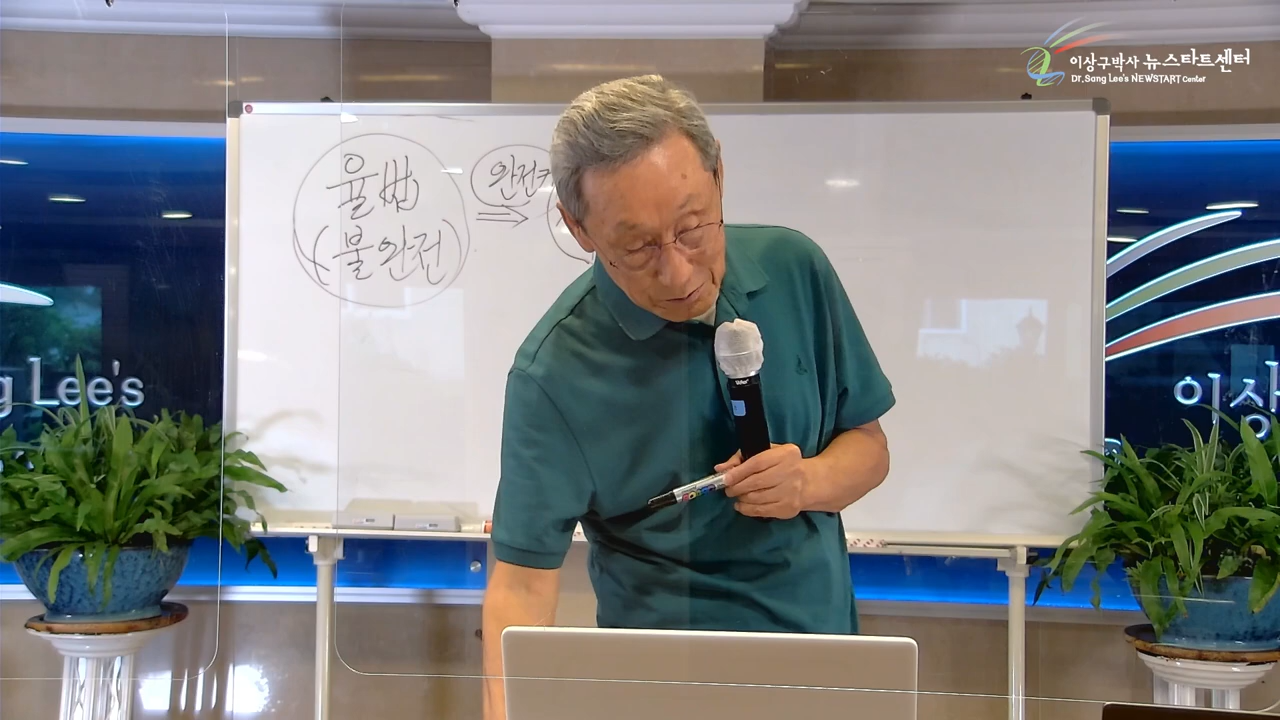 이상구박사 뉴스타트센터
Dr. Sang Lee's NEWSTART Center
율법
(불완전)
완전
g Lee's
이상